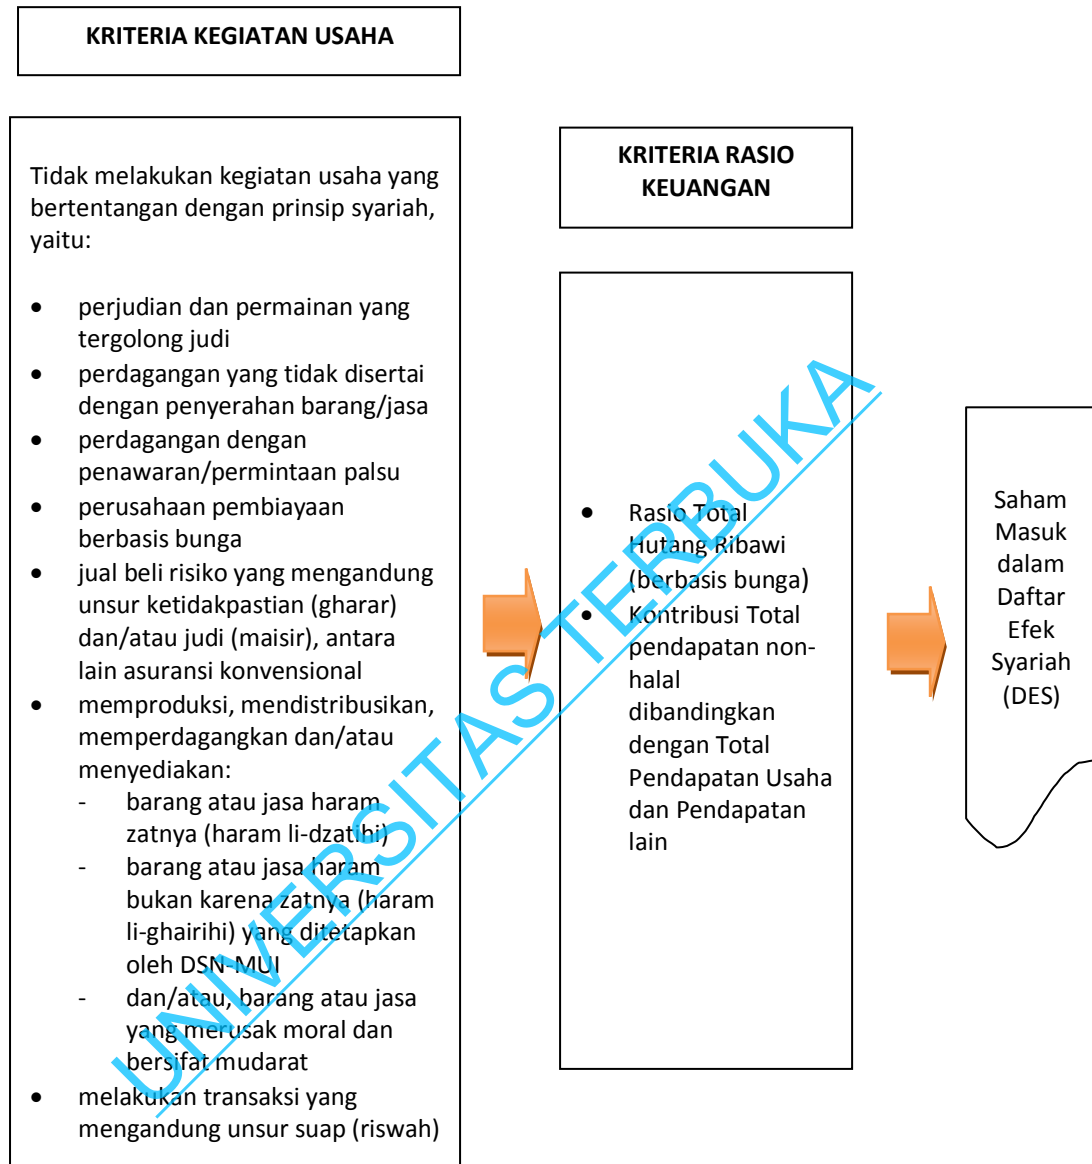 KRITERIA KEGIATAN USAHA
Tidak melakukan kegiatan usaha yang
bertentangan dengan prinsip syariah,
yaitu:
• perjudian dan permainan yang
tergolong judi
• perdagangan yang tidak disertai
dengan penyerahan barang/jasa
• perdagangan dengan
penawaran/permintaan palsu
• perusahaan pembiayaan
berbasis bunga
• jual beli risiko yang mengandung
unsur ketidakpastian (gharar)
dan/atau judi (maisir), antara
lain asuransi konvensional
• memproduksi, mendistribusikan,
memperdagangkan dan/atau
menyediakan:
- barang atau jasa haram
zatnya (haram li-dzatihi)
- barang atau jasa haram
bukan karena zatnya (haram
li-ghairihi) yang ditetapkan
oleh DSN-MUI
- dan/atau, barang atau jasa
yang merusak moral dan
bersifat mudarat
• melakukan transaksi yang
mengandung unsur suap (riswah)
KRITERIA RASIO
KEUANGAN
• Rasio Total
Hutang Ribawi
(berbasis bunga)
• Kontribusi Total
pendapatan non-
halal
dibandingkan
dengan Total
Pendapatan Usaha
dan Pendapatan
lain
Saham
Masuk
dalam
Daftar
Efek
Syariah
(DES)
UNIVERSITAS TERBUKA